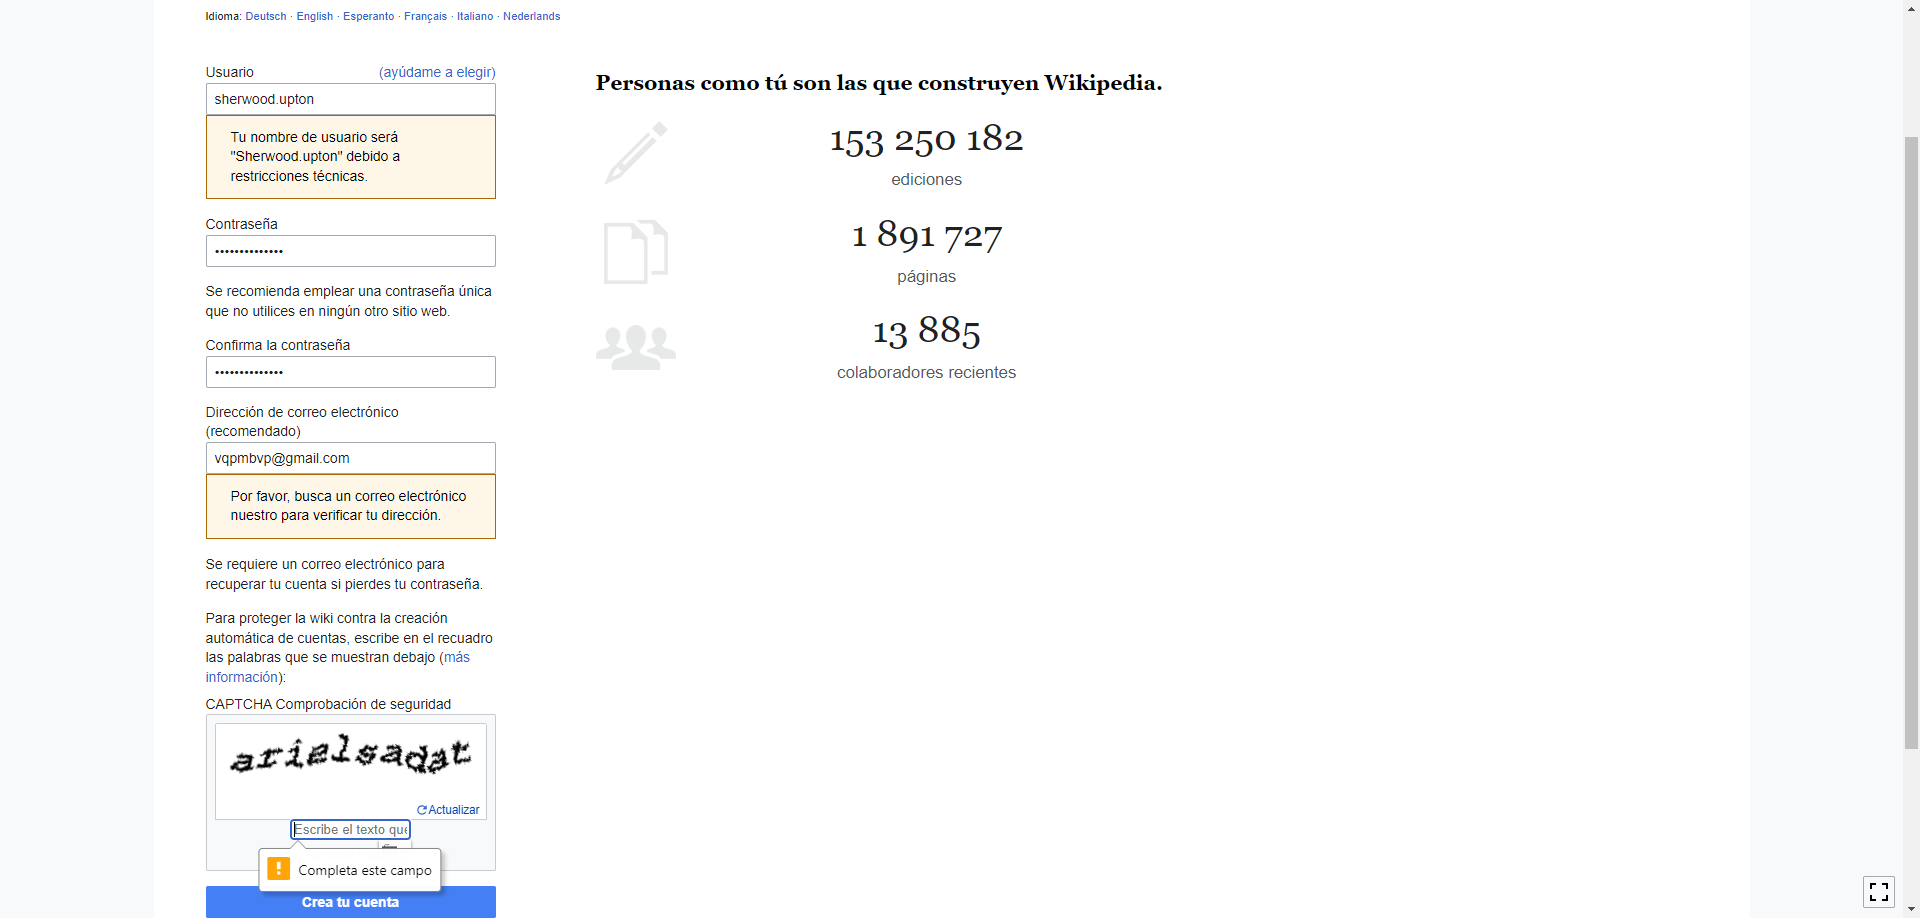 Idioma: Deutsch · English · Esperanto · Français · Italiano · Nederlands
Usuario (ayúdame a elegir)
sherwood.upton
Tu nombre de usuario será
"Sherwood.upton" debido a
restricciones técnicas.
Contraseña
••••••••••••••
Se recomienda emplear una contraseña única
que no utilices en ningún otro sitio web.
Confirma la contraseña
••••••••••••••
Dirección de correo electrónico
(recomendado)
vqpmbvp@gmail.com
Por favor, busca un correo electrónico
nuestro para verificar tu dirección.
Se requiere un correo electrónico para
recuperar tu cuenta si pierdes tu contraseña.
Para proteger la wiki contra la creación
automática de cuentas, escribe en el recuadro
las palabras que se muestran debajo (más
información):
CAPTCHA Comprobación de seguridad
arielsadat
Actualizar
Escribe el texto que
Completa este campo
Crea tu cuenta
Personas como tú son las que construyen Wikipedia.
153 250 182
ediciones
1 891 727
páginas
13 885
colaboradores recientes